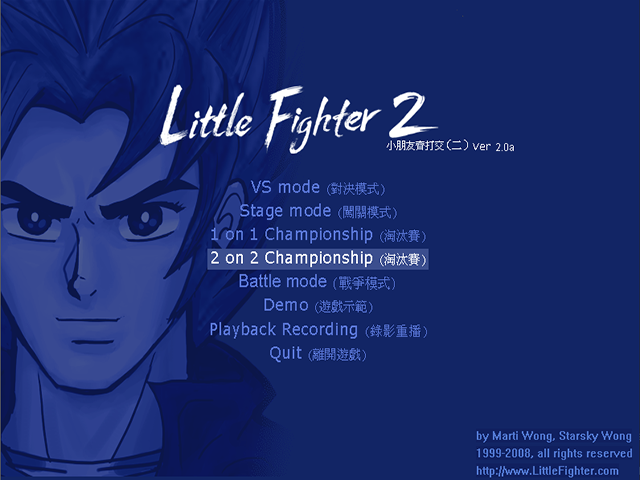 Little Fighter 2
小朋友齊打交(二) ver 2.0a
VS mode (對決模式)
Stage mode (闖關模式)
1 on 1 Championship (淘汰賽)
2 on 2 Championship (淘汰賽)
Battle mode (戰爭模式)
Demo (遊戲示範)
Playback Recording (錄影重播)
Quit (離開遊戲)
by Marti Wong, Starsky Wong
1999-2008, all rights reserved
http://www.LittleFighter.com